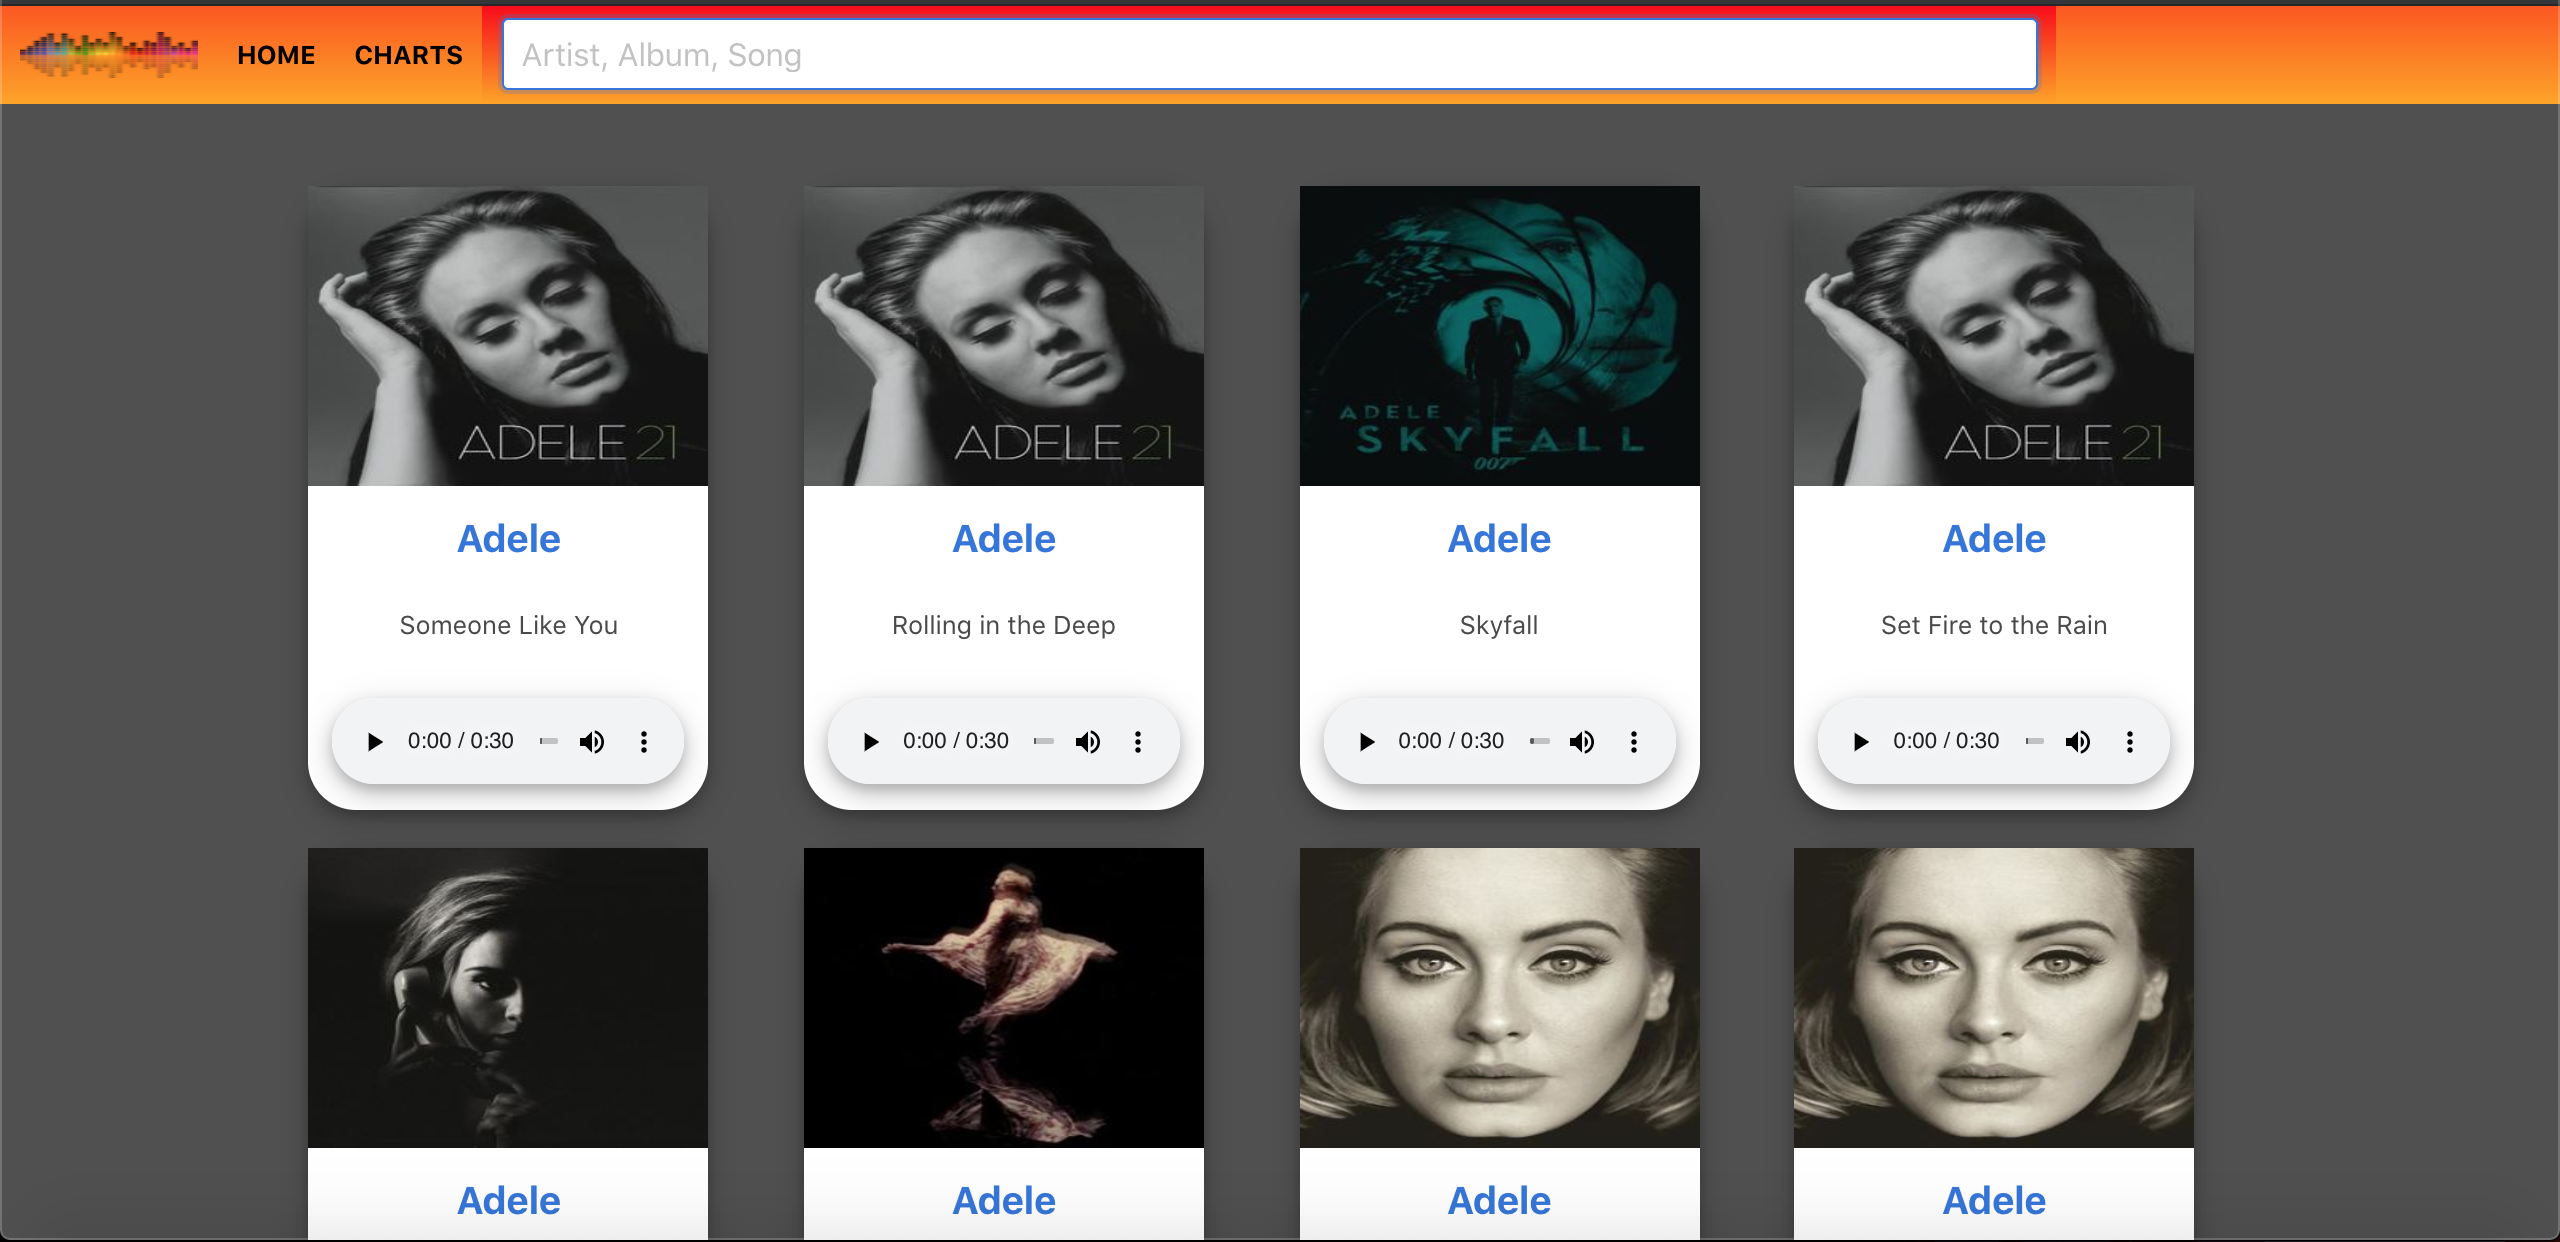 HOME CHARTS Artist, Album, Song
ADELE 21
ADELE 21
ADELE
SKYFALL
007
ADELE 21
Adele Adele Adele Adele
Someone Like You Rolling in the Deep Skyfall Set Fire to the Rain
0:00 / 0:30 0:00 / 0:30 0:00 / 0:30 0:00 / 0:30
Adele Adele Adele Adele